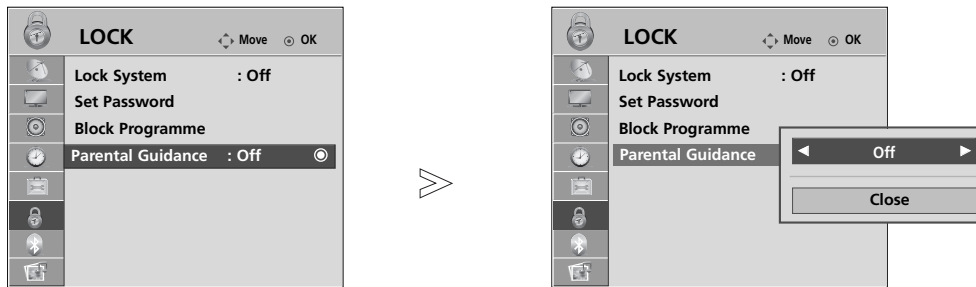 LOCK Move OK
Lock System : Off
Set Password
Block Programme
Parental Guidance : Off
LOCK Move OK
Lock System : Off
Set Password
Block Programme
Parental Guidance
Off
Close